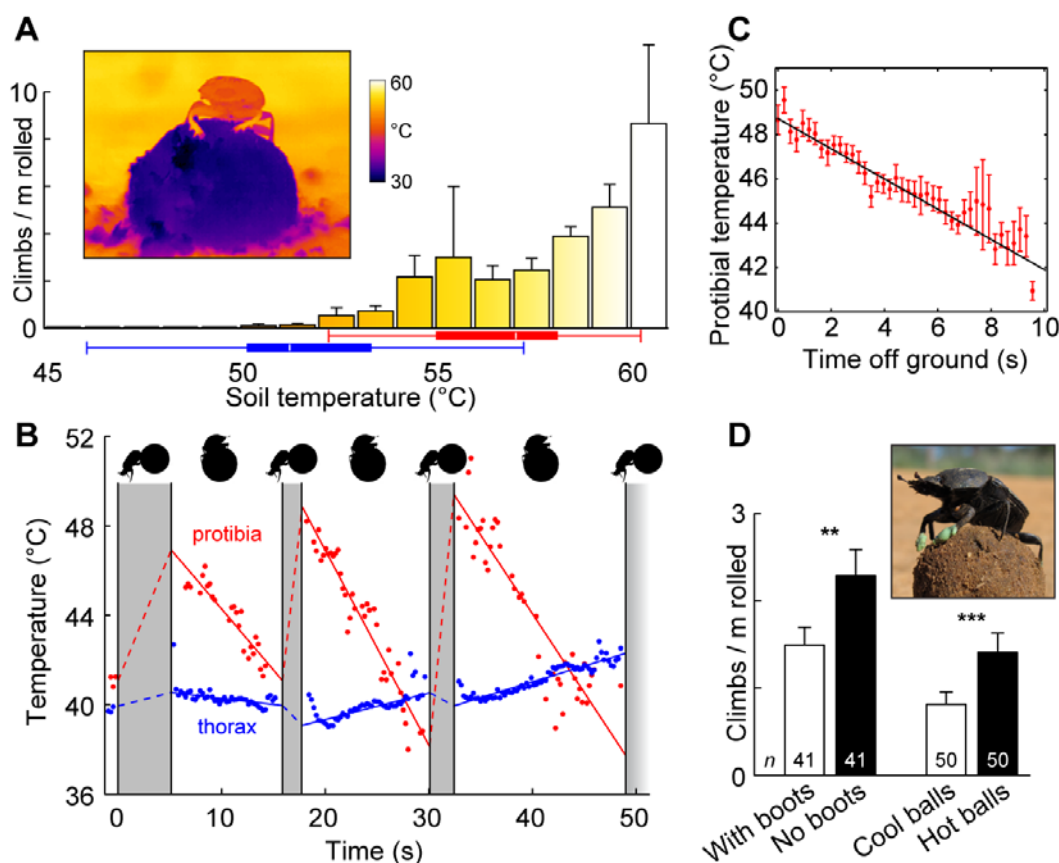 A
Climbs / m rolled
10
0
60
°C
30
45
50
55
60
Soil temperature (°C)
B
Temperature (°C)
52
48
44
40
36
protibia
thorax
0
10
20
30
40
50
Time (s)
C
Protibial temperature (°C)
50
48
46
44
42
40
0
2
4
6
8
10
Time off ground (s)
D
Climbs / m rolled
3
0
**
***
n
41
41
50
50
With boots
No boots
Cool balls
Hot balls